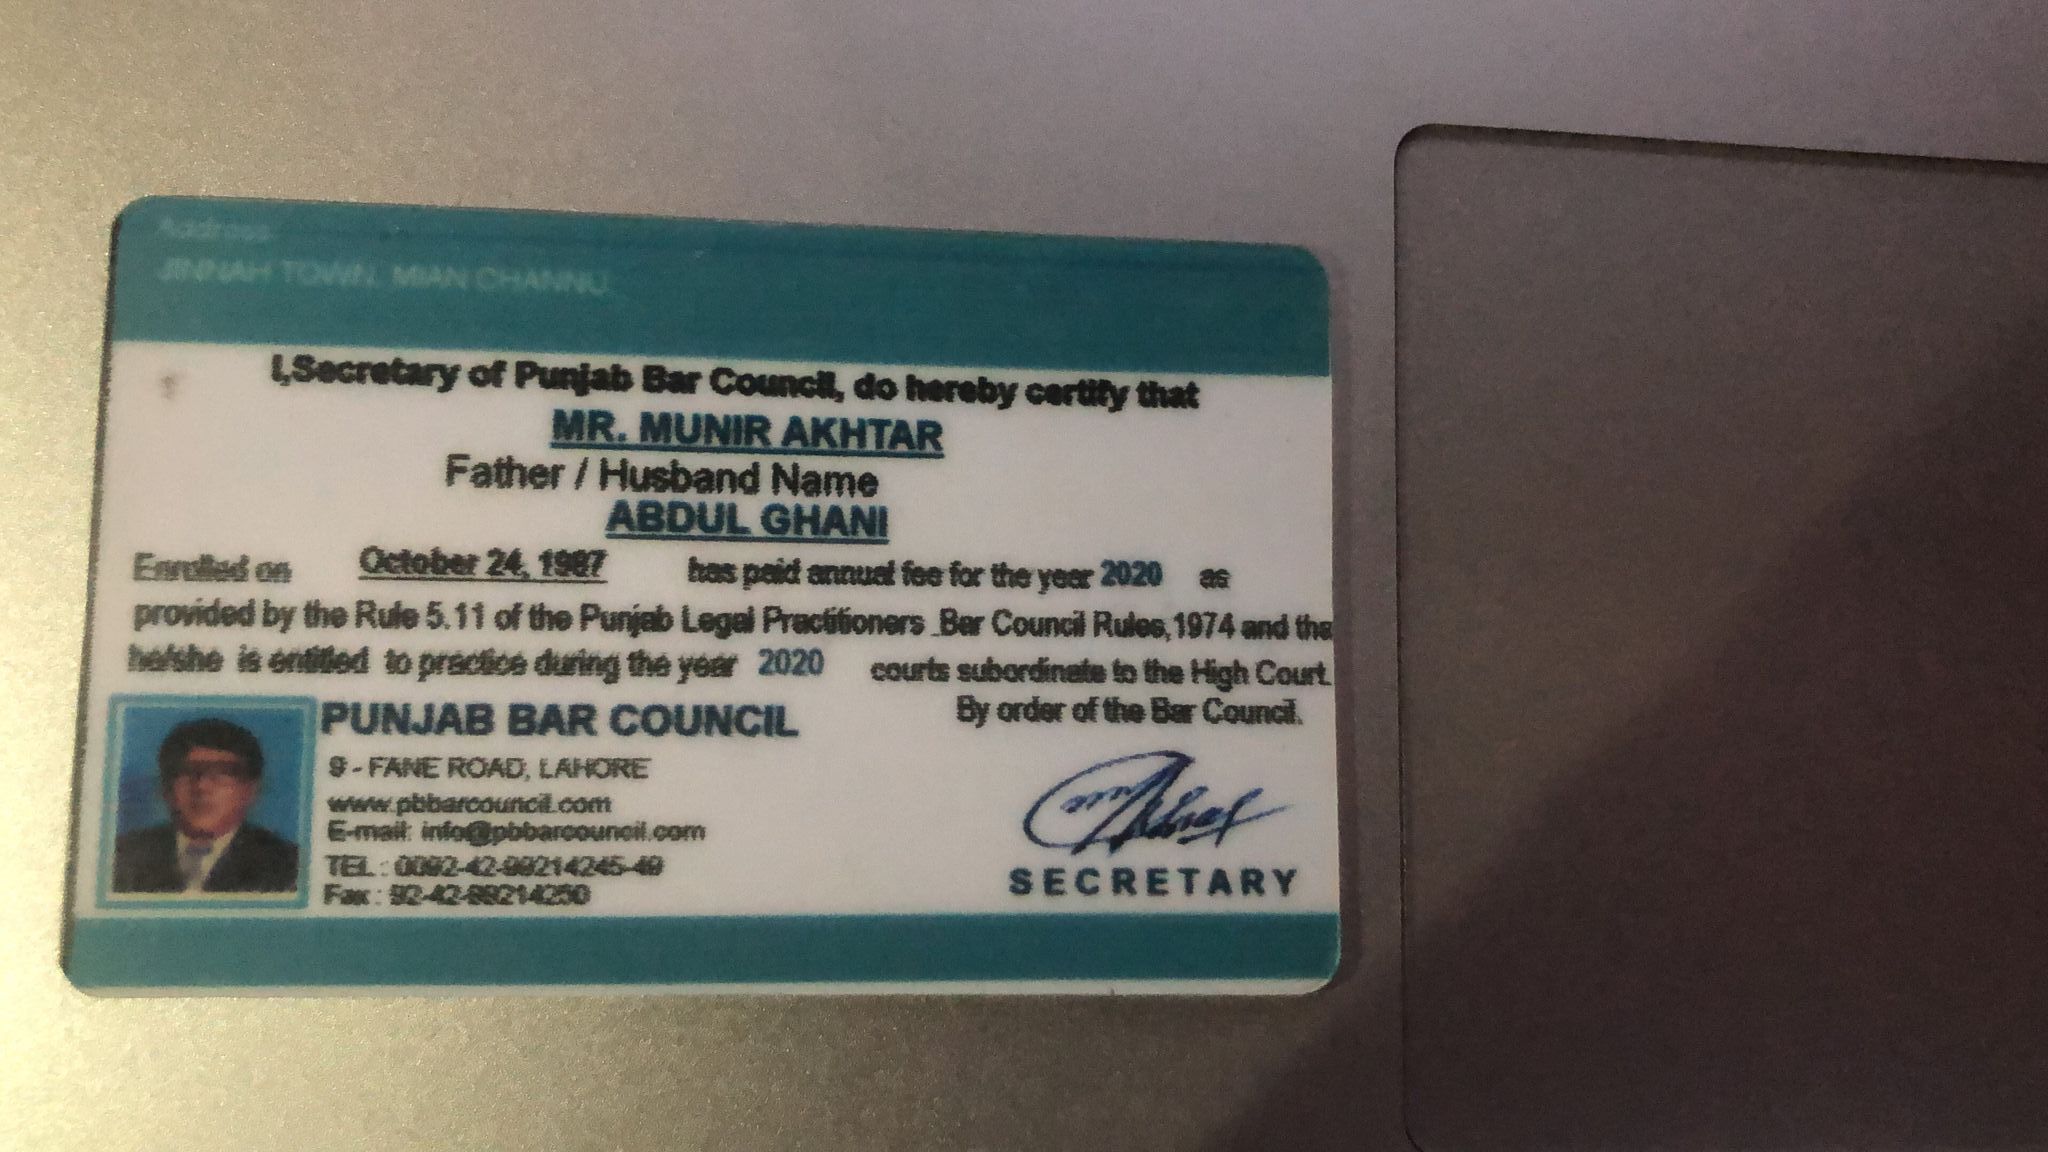 Address
JINNAH TOWN, MIAN CHANNU.
I,Secretary of Punjab Bar Council, do hereby certify that
MR. MUNIR AKHTAR
Father / Husband Name
ABDUL GHANI
Enrolled on October 24, 1987 has paid annual fee for the year 2020 as
provided by the Rule 5.11 of the Punjab Legal Practitioners Bar Council Rules,1974 and tha
he/she is entitled to practice during the year 2020 courts subordinate to the High Court.
By order of the Bar Council.
PUNJAB BAR COUNCIL
9 - FANE ROAD, LAHORE
www.pbbarcouncil.com
E-mail: info@pbbarcouncil.com
TEL : 0092-42-99214245-49
Fax : 92-42-99214250
SECRETARY